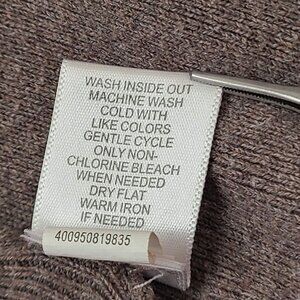 WASH INSIDE OUT
MACHINE WASH
COLD WITH
LIKE COLORS
GENTLE CYCLE
ONLY NON-
CHLORINE BLEACH
WHEN NEEDED
DRY FLAT
WARM IRON
IF NEEDED
400950819835